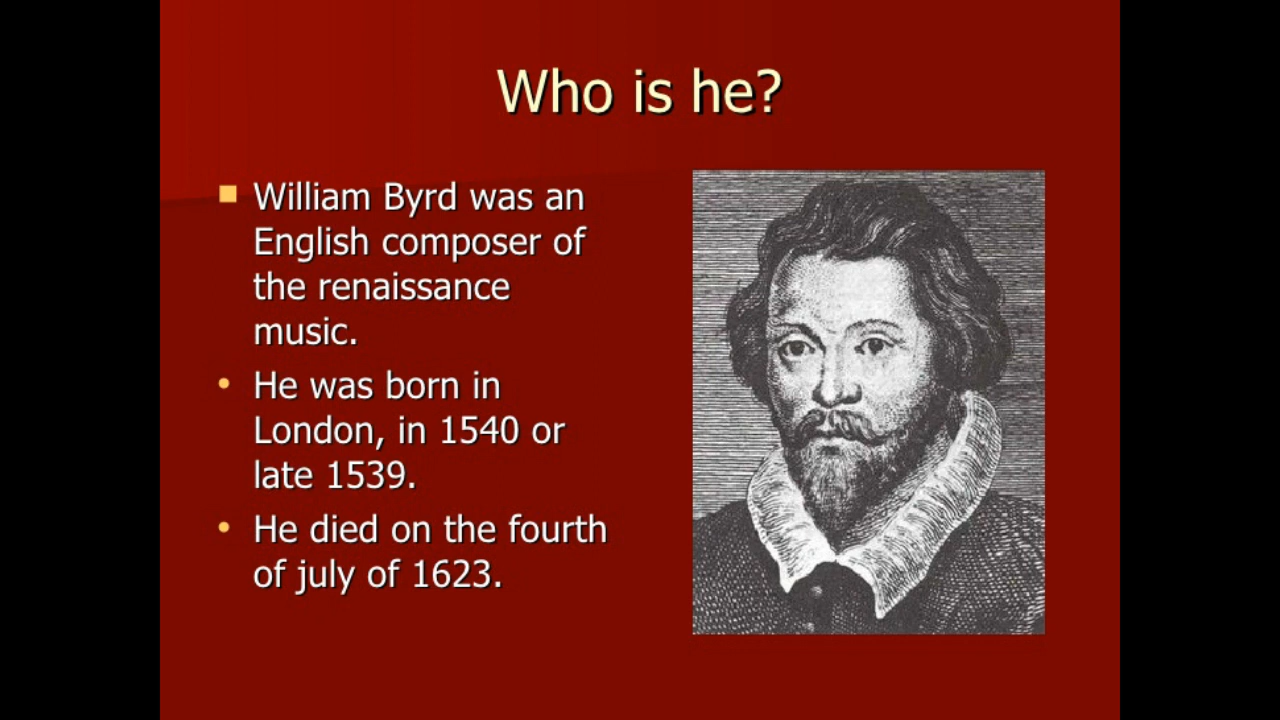 Who is he?
William Byrd was an
English composer of
the renaissance
music.
He was born in
London, in 1540 or
late 1539.
He died on the fourth
of july of 1623.